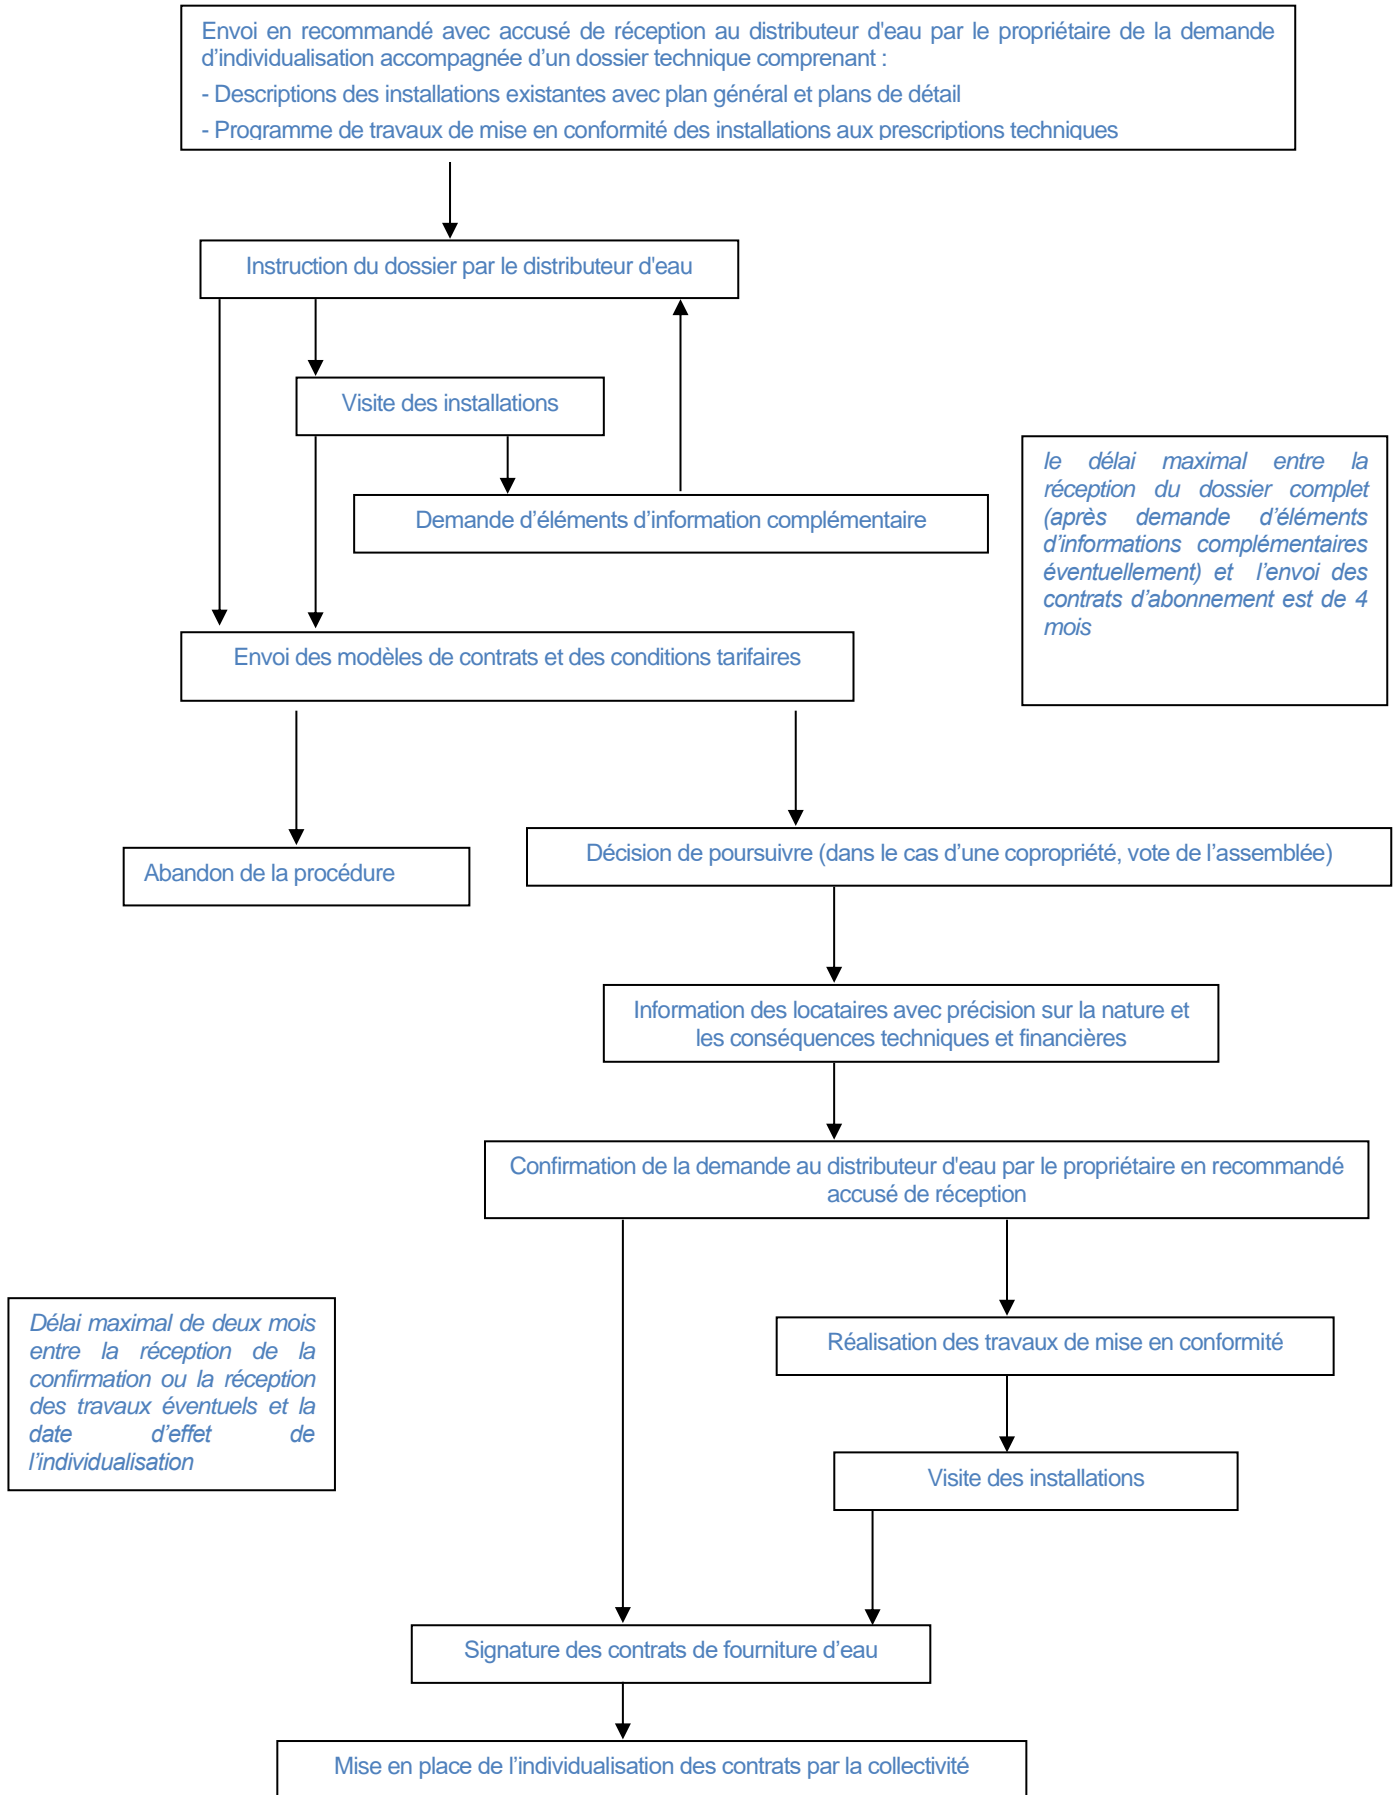 Envoi en recommandé avec accusé de réception au distributeur d'eau par le propriétaire de la demande
d’individualisation accompagnée d’un dossier technique comprenant :
- Descriptions des installations existantes avec plan général et plans de détail
- Programme de travaux de mise en conformité des installations aux prescriptions techniques
Instruction du dossier par le distributeur d'eau
Visite des installations
Demande d’éléments d’information complémentaire
le délai maximal entre la
réception du dossier complet
(après demande d’éléments
d’informations complémentaires
éventuellement) et l’envoi des
contrats d’abonnement est de 4
mois
Envoi des modèles de contrats et des conditions tarifaires
Abandon de la procédure
Décision de poursuivre (dans le cas d’une copropriété, vote de l’assemblée)
Information des locataires avec précision sur la nature et
les conséquences techniques et financières
Confirmation de la demande au distributeur d'eau par le propriétaire en recommandé
accusé de réception
Délai maximal de deux mois
entre la réception de la
confirmation ou la réception
des travaux éventuels et la
date d’effet de
l’individualisation
Réalisation des travaux de mise en conformité
Visite des installations
Signature des contrats de fourniture d’eau
Mise en place de l’individualisation des contrats par la collectivité